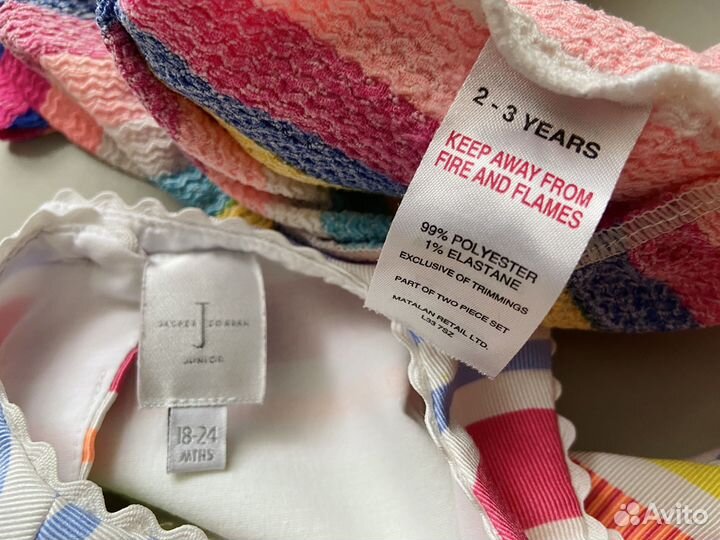 2 - 3 YEARS
KEEP AWAY FROM
FIRE AND FLAMES
99% POLYESTER
1% ELASTANE
EXCLUSIVE OF TRIMMINGS
PART OF TWO PIECE SET
MATALAN RETAIL LTD.
L33 7SZ
J
JASPER CONRAN
JUNIOR
18-24
MTHS
Avito